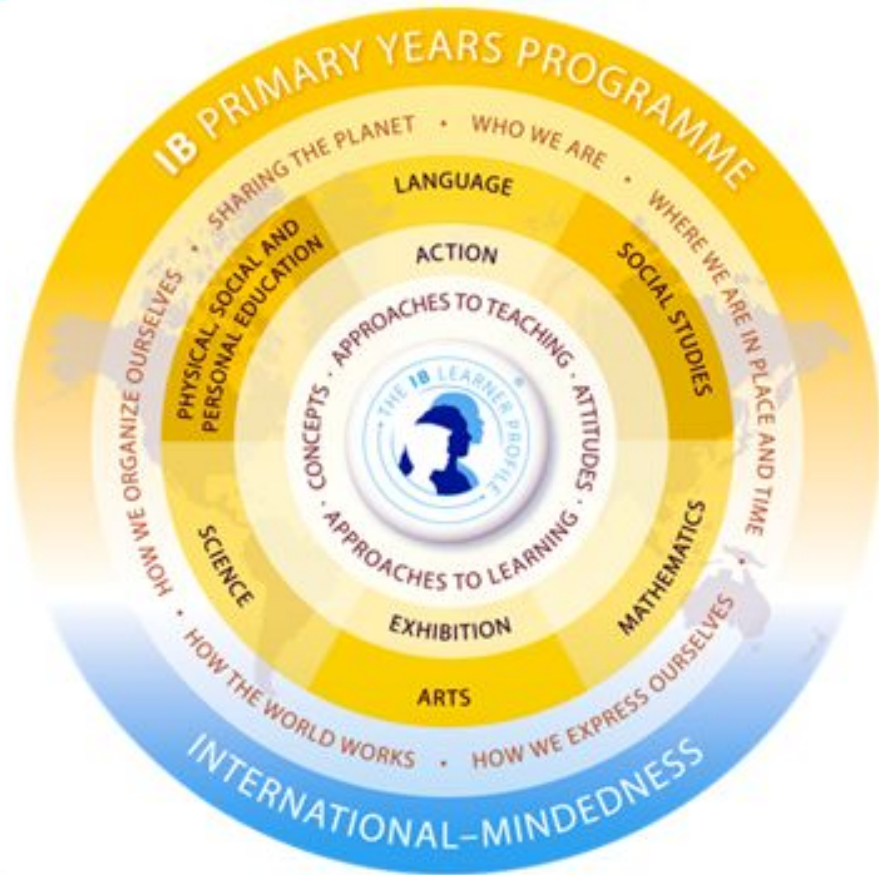 IB PRIMARY YEARS PROGRAMME
SHARING THE PLANET • WHO WE ARE • WHERE WE ARE IN PLACE AND TIME • HOW WE EXPRESS OURSELVES • HOW THE WORLD WORKS • HOW WE ORGANIZE OURSELVES •
LANGUAGE
SOCIAL STUDIES
MATHEMATICS
ARTS
SCIENCE
PHYSICAL, SOCIAL AND
PERSONAL EDUCATION
ACTION
EXHIBITION
APPROACHES TO TEACHING • ATTITUDES • APPROACHES TO LEARNING • CONCEPTS •
THE IB LEARNER PROFILE
®
INTERNATIONAL–MINDEDNESS